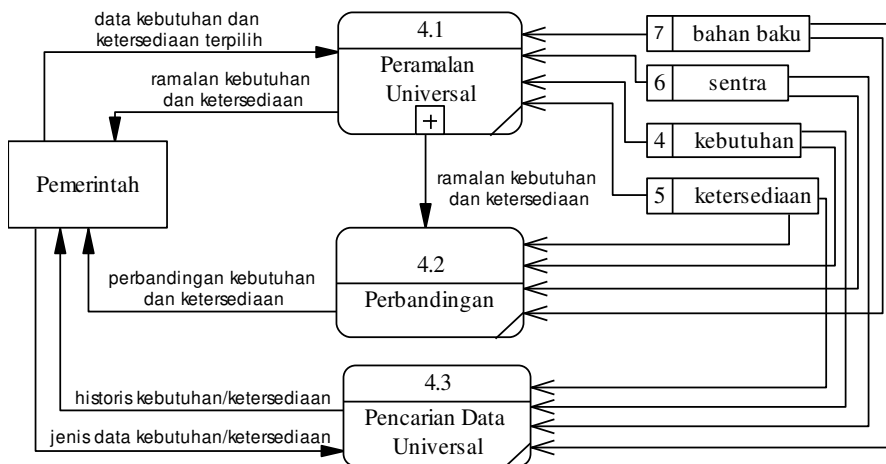 data kebutuhan dan
ketersediaan terpilih
4.1
Peramalan
Universal
+
7 bahan baku
6 sentra
4 kebutuhan
5 ketersediaan
ramalan kebutuhan
dan ketersediaan
Pemerintah
ramalan kebutuhan
dan ketersediaan
4.2
Perbandingan
perbandingan kebutuhan
dan ketersediaan
4.3
Pencarian Data
Universal
historis kebutuhan/ketersediaan
jenis data kebutuhan/ketersediaan